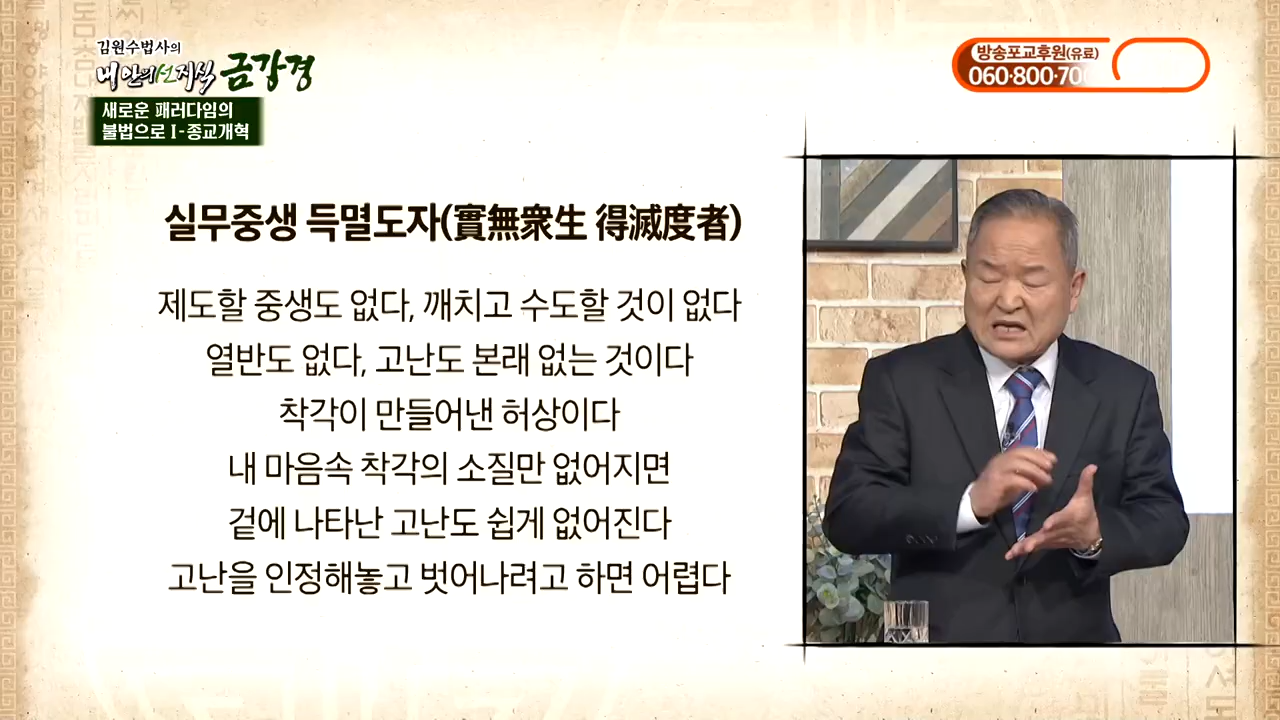 김원수법사의
내 안의 선지식 금강경
새로운 패러다임의
불법으로 I - 종교개혁
방송포교후원(유료)
060·800·70
실무중생 득멸도자(實無衆生 得滅度者)
제도할 중생도 없다, 깨치고 수도할 것이 없다
열반도 없다, 고난도 본래 없는 것이다
착각이 만들어낸 허상이다
내 마음속 착각의 소질만 없어지면
겉에 나타난 고난도 쉽게 없어진다
고난을 인정해놓고 벗어나려고 하면 어렵다